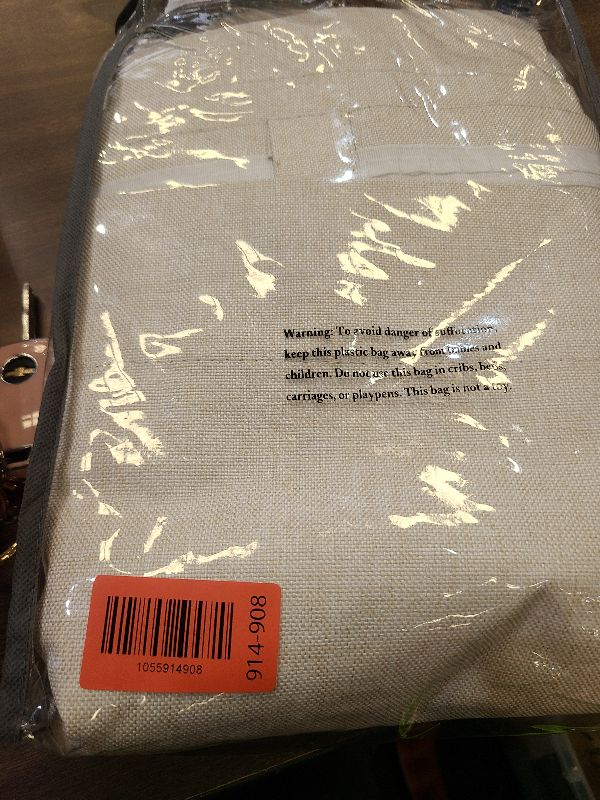 Warning: To avoid danger of suffocation,
keep this plastic bag away from babies and
children. Do not use this bag in cribs, beds,
carriages, or playpens. This bag is not a toy.
1055914908
914-908